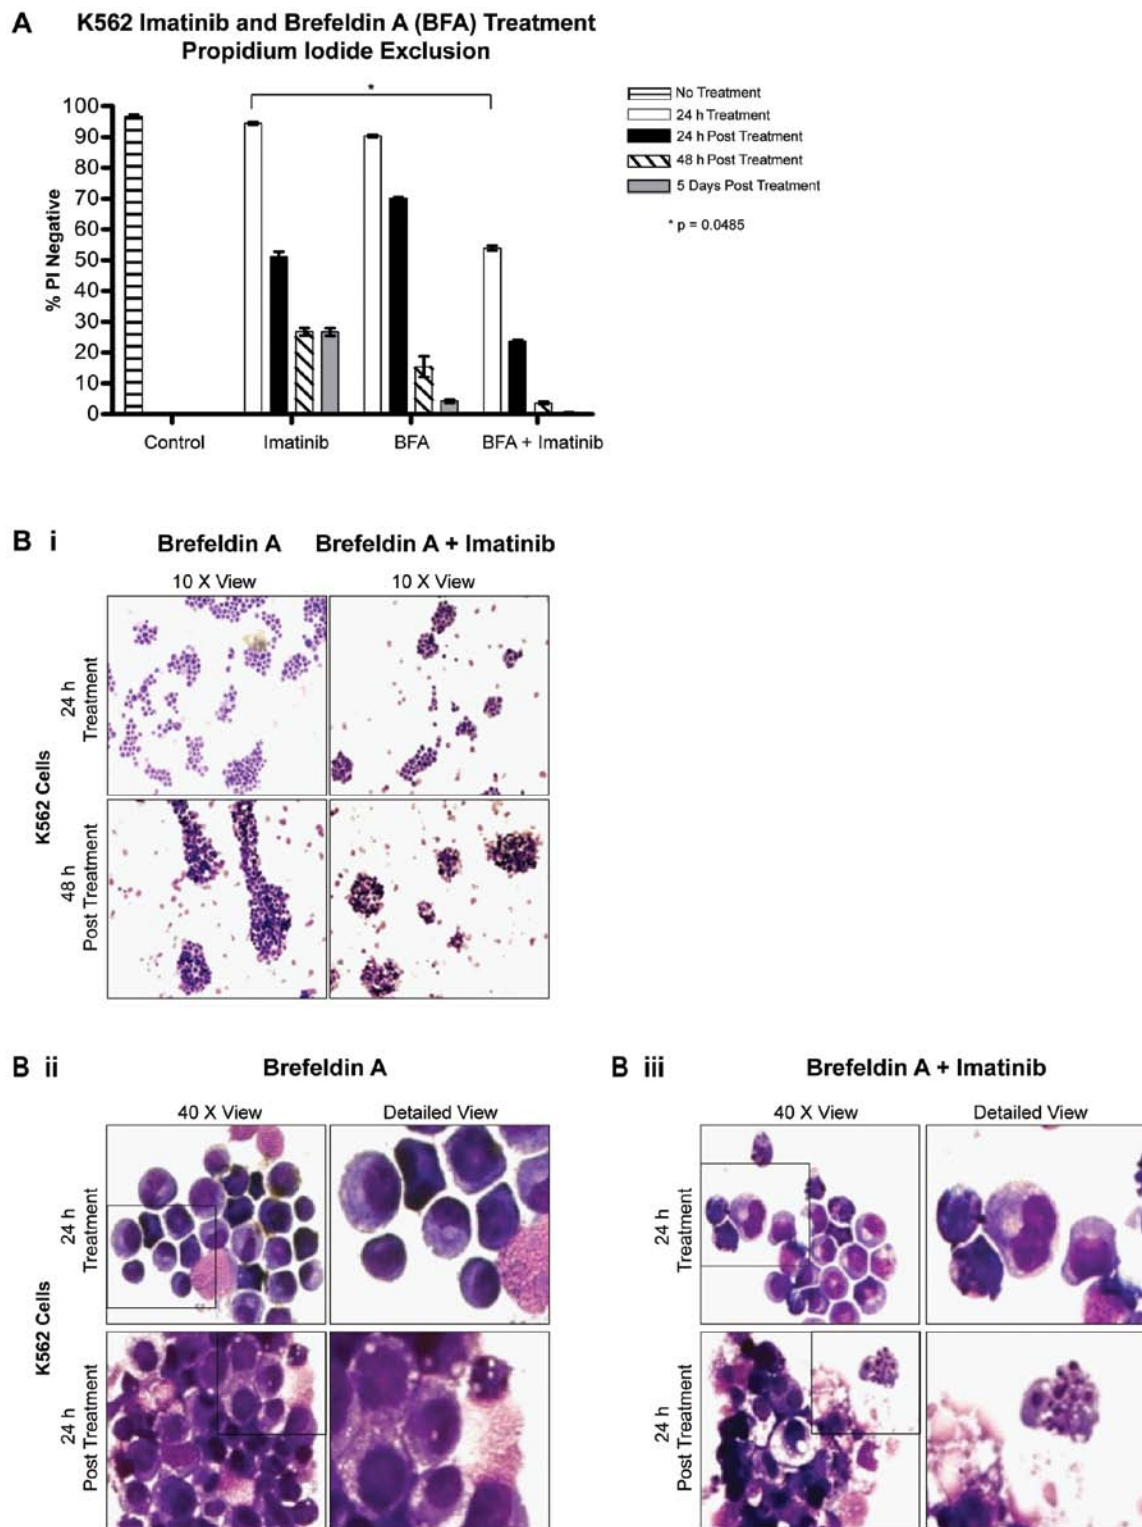 A
K562 Imatinib and Brefeldin A (BFA) Treatment
Propidium Iodide Exclusion
*
% PI Negative
100
90
80
70
60
50
40
30
20
10
0
Control
Imatinib
BFA
BFA + Imatinib
No Treatment
24 h Treatment
24 h Post Treatment
48 h Post Treatment
5 Days Post Treatment
* p = 0.0485
B i
Brefeldin A
Brefeldin A + Imatinib
10 X View
10 X View
K562 Cells
24 h
Treatment
48 h
Post Treatment
B ii
Brefeldin A
40 X View
Detailed View
K562 Cells
24 h
Treatment
24 h
Post Treatment
B iii
Brefeldin A + Imatinib
40 X View
Detailed View
24 h
Treatment
24 h
Post Treatment